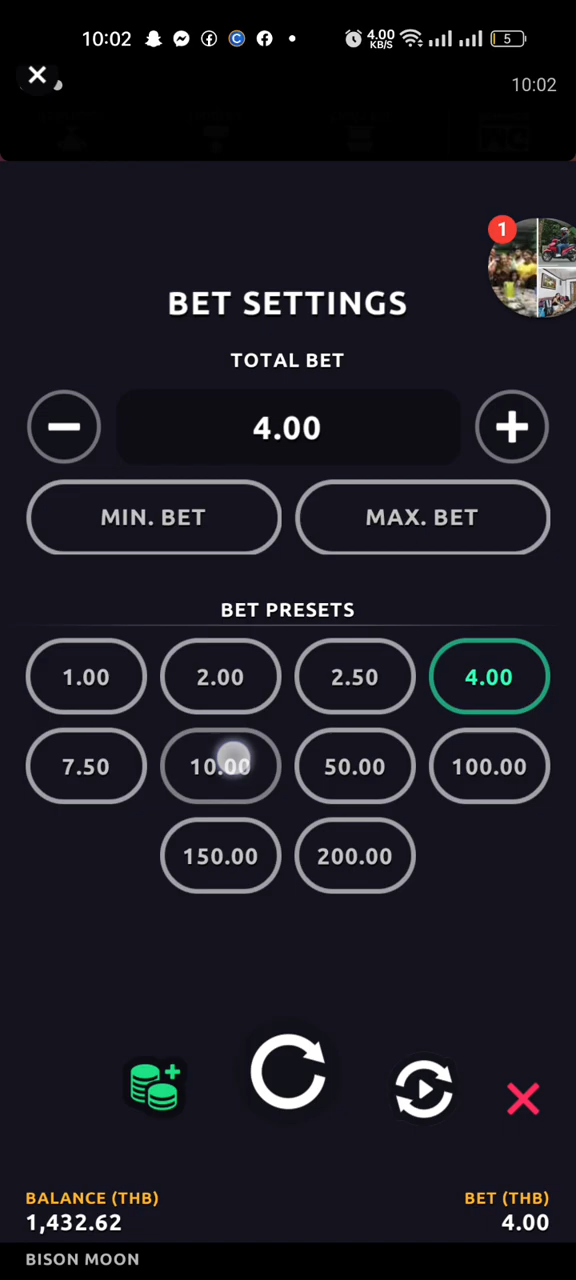 10:02 4.00 KB/S 5
10:02
1
BET SETTINGS
TOTAL BET
4.00
MIN. BET MAX. BET
BET PRESETS
1.00 2.00 2.50 4.00
7.50 10.00 50.00 100.00
150.00 200.00
BALANCE (THB) BET (THB)
1,432.62 4.00
BISON MOON